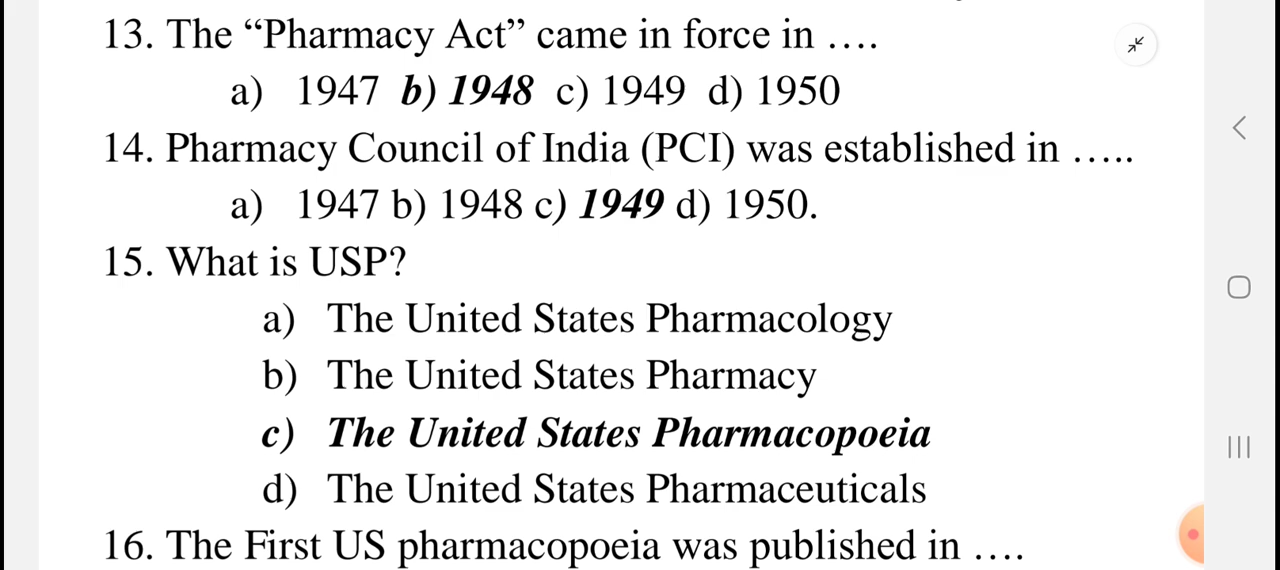 13. The “Pharmacy Act” came in force in ….
a) 1947 b) 1948 c) 1949 d) 1950
14. Pharmacy Council of India (PCI) was established in …..
a) 1947 b) 1948 c) 1949 d) 1950.
15. What is USP?
a) The United States Pharmacology
b) The United States Pharmacy
c) The United States Pharmacopoeia
d) The United States Pharmaceuticals
16. The First US pharmacopoeia was published in ….